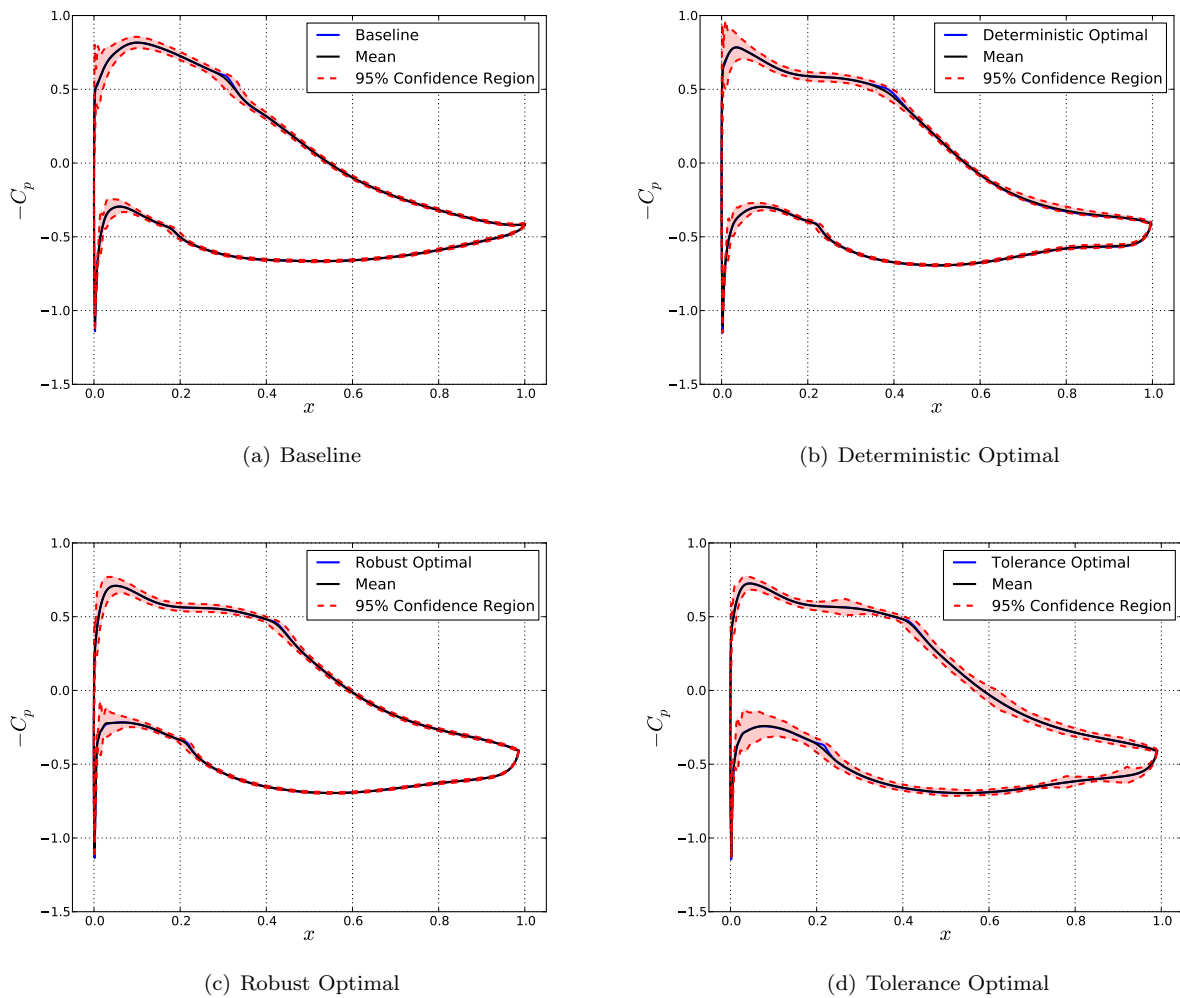 1.0
0.5
0.0
−0.5
−1.0
−1.5
−Cp
0.0 0.2 0.4 0.6 0.8 1.0
x
Baseline
Mean
95% Confidence Region
(a) Baseline
1.0
0.5
0.0
−0.5
−1.0
−1.5
−Cp
0.0 0.2 0.4 0.6 0.8 1.0
x
Deterministic Optimal
Mean
95% Confidence Region
(b) Deterministic Optimal
1.0
0.5
0.0
−0.5
−1.0
−1.5
−Cp
0.0 0.2 0.4 0.6 0.8 1.0
x
Robust Optimal
Mean
95% Confidence Region
(c) Robust Optimal
1.0
0.5
0.0
−0.5
−1.0
−1.5
−Cp
0.0 0.2 0.4 0.6 0.8 1.0
x
Tolerance Optimal
Mean
95% Confidence Region
(d) Tolerance Optimal